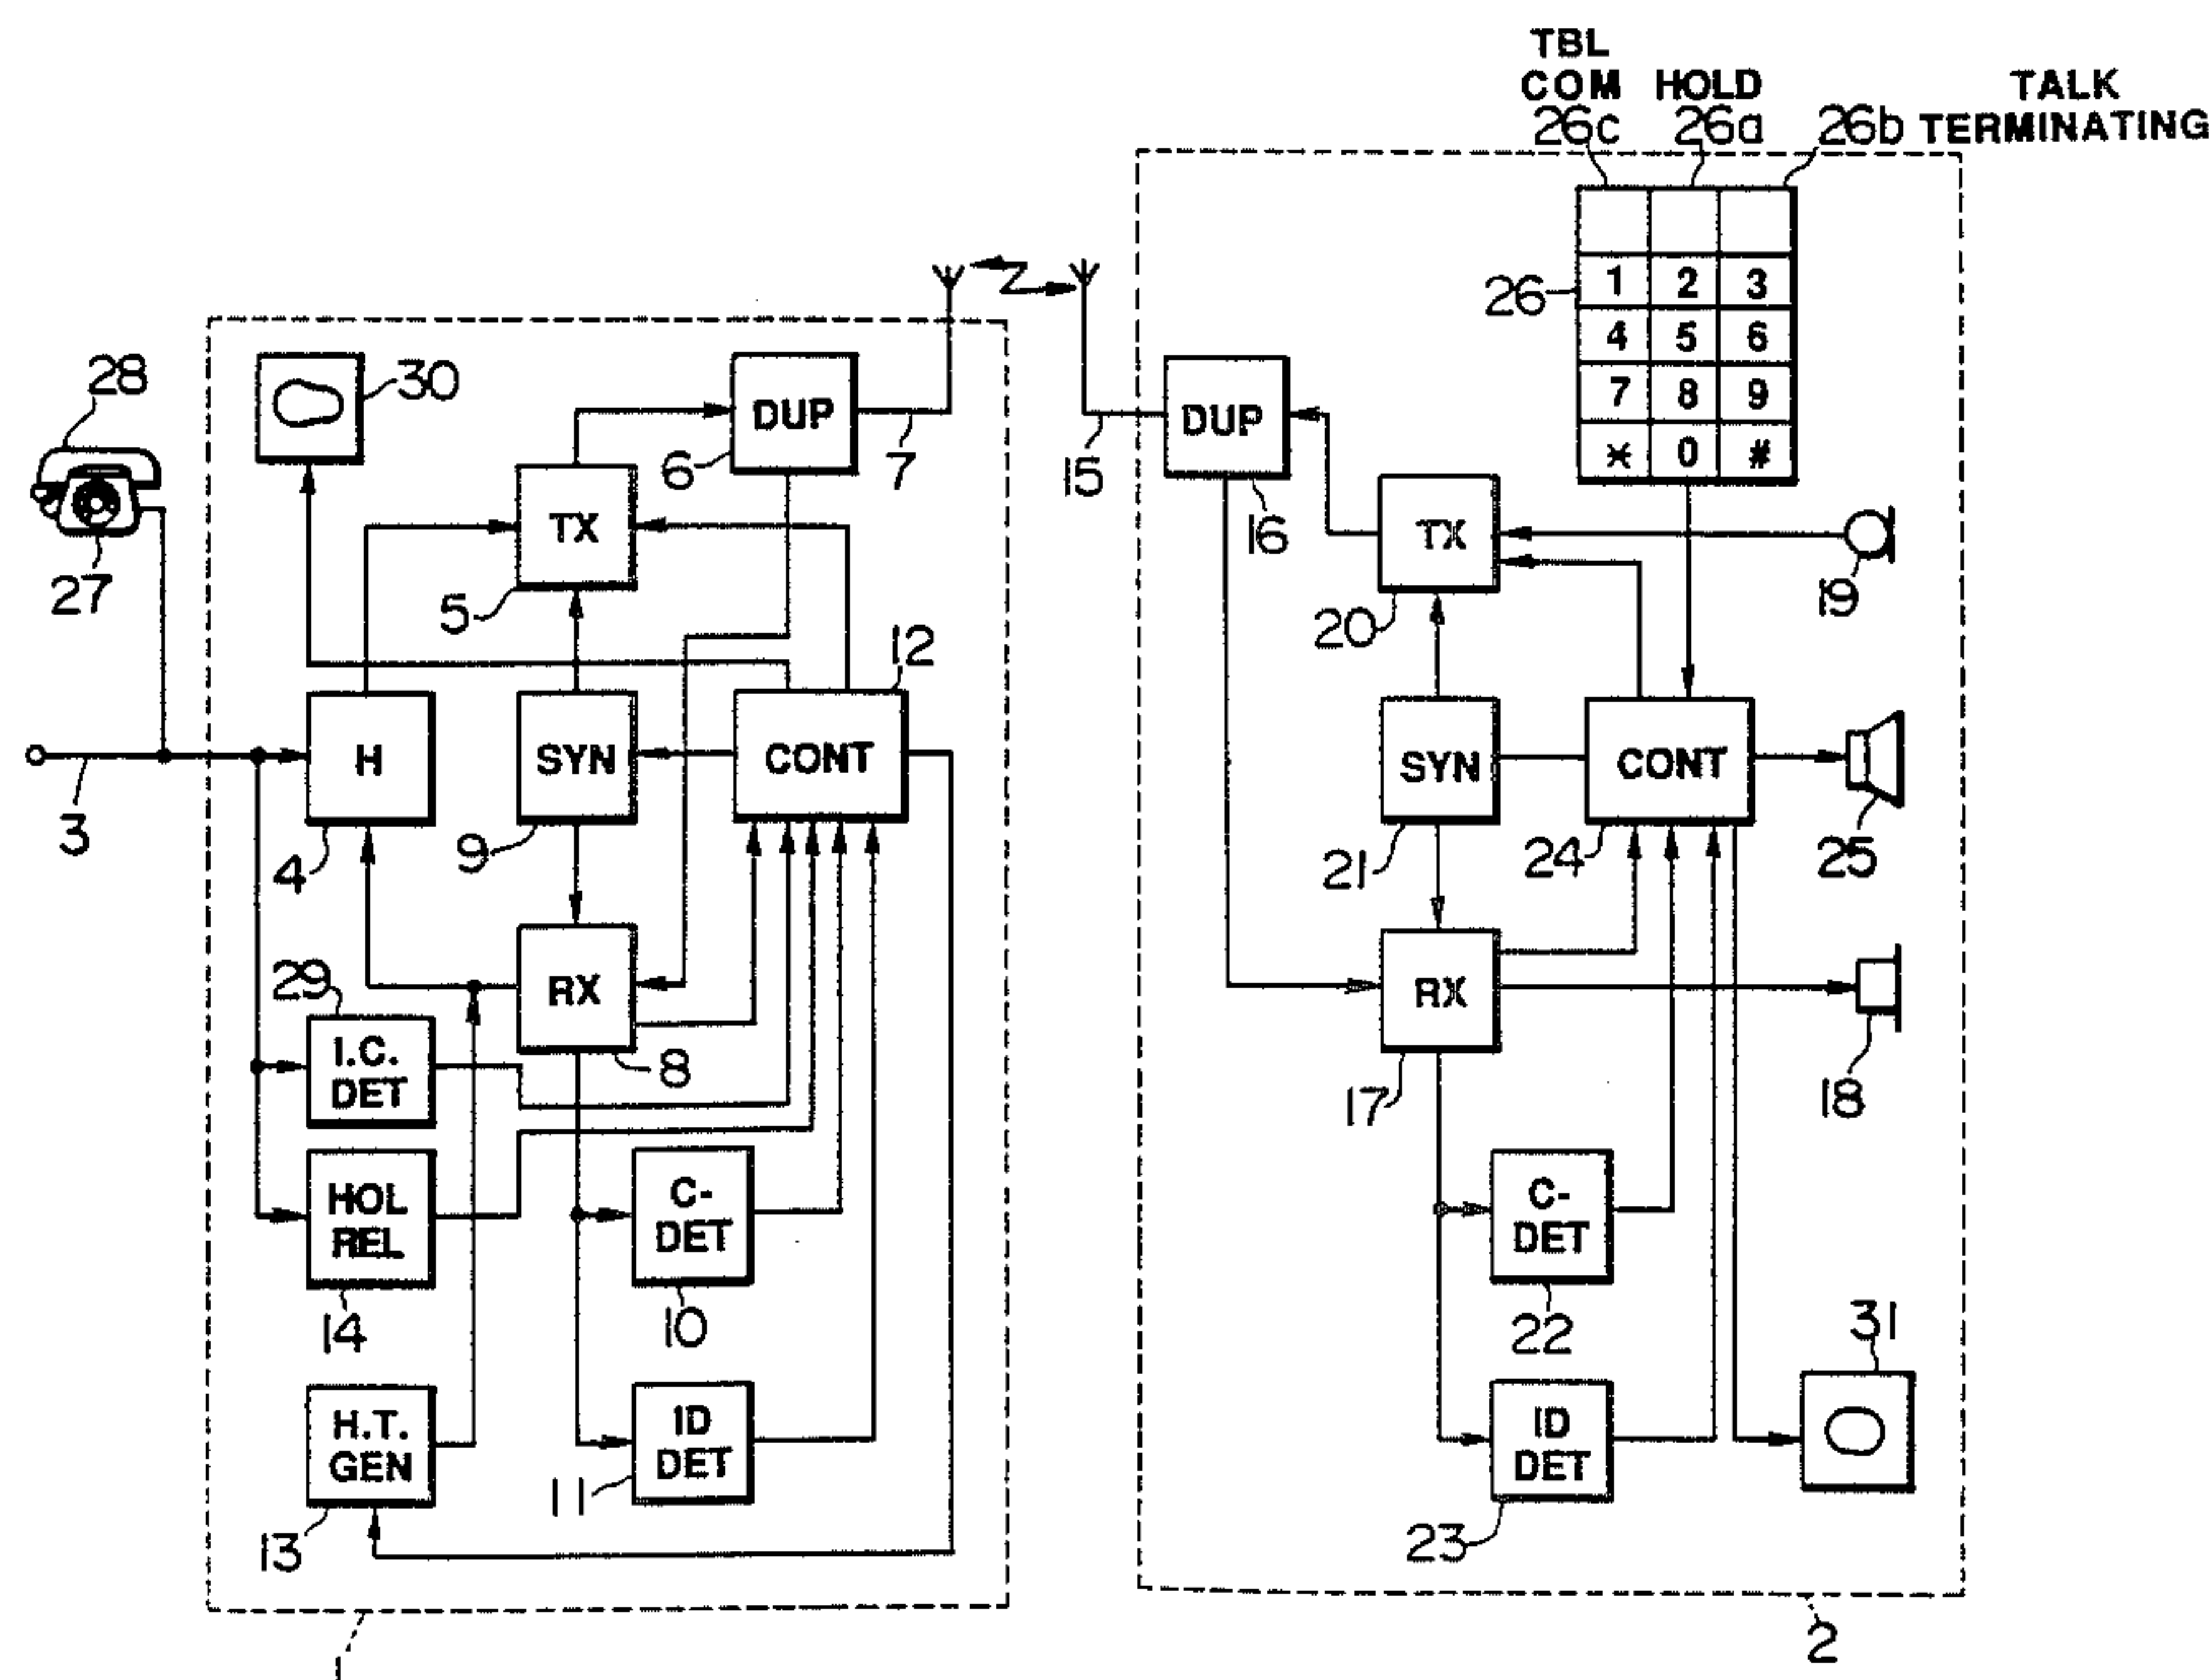 TBL
COM HOLD TALK
26c 26a 26b TERMINATING
26
1 2 3
4 5 6
7 8 9
* 0 #
28
27
3
30
DUP
6
7
15
DUP
16
TX
5
TX
20
19
12
H
4
SYN
9
CONT
SYN
21
CONT
24
25
29
I.C.
DET
RX
8
RX
17
18
HOL
REL
14
C-
DET
10
C-
DET
22
31
H.T.
GEN
13
ID
DET
11
ID
DET
23
1
2